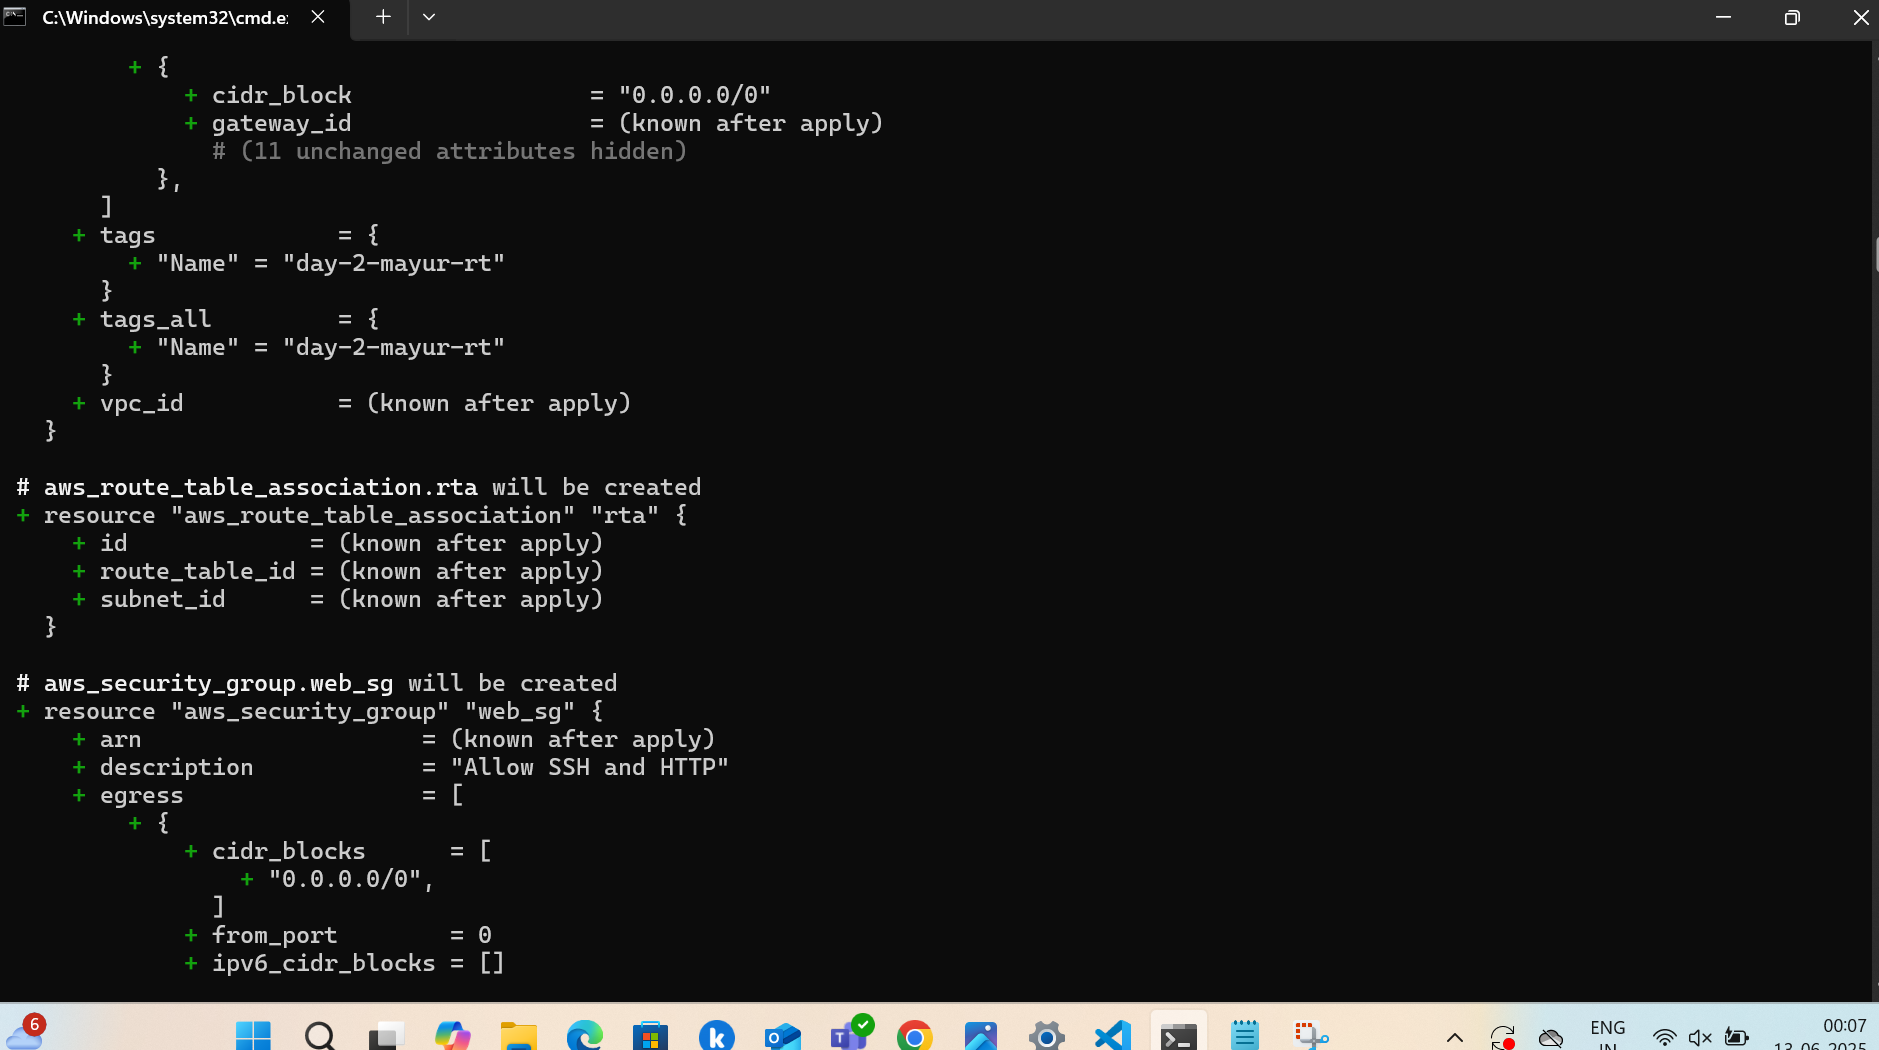 C:\Windows\system32\cmd.e
+ {
+ cidr_block = "0.0.0.0/0"
+ gateway_id = (known after apply)
# (11 unchanged attributes hidden)
},
]
+ tags = {
+ "Name" = "day-2-mayur-rt"
}
+ tags_all = {
+ "Name" = "day-2-mayur-rt"
}
+ vpc_id = (known after apply)
}
# aws_route_table_association.rta will be created
+ resource "aws_route_table_association" "rta" {
+ id = (known after apply)
+ route_table_id = (known after apply)
+ subnet_id = (known after apply)
}
# aws_security_group.web_sg will be created
+ resource "aws_security_group" "web_sg" {
+ arn = (known after apply)
+ description = "Allow SSH and HTTP"
+ egress = [
+ {
+ cidr_blocks = [
+ "0.0.0.0/0",
]
+ from_port = 0
+ ipv6_cidr_blocks = []
6
ENG
IN
00:07
13-06-2025